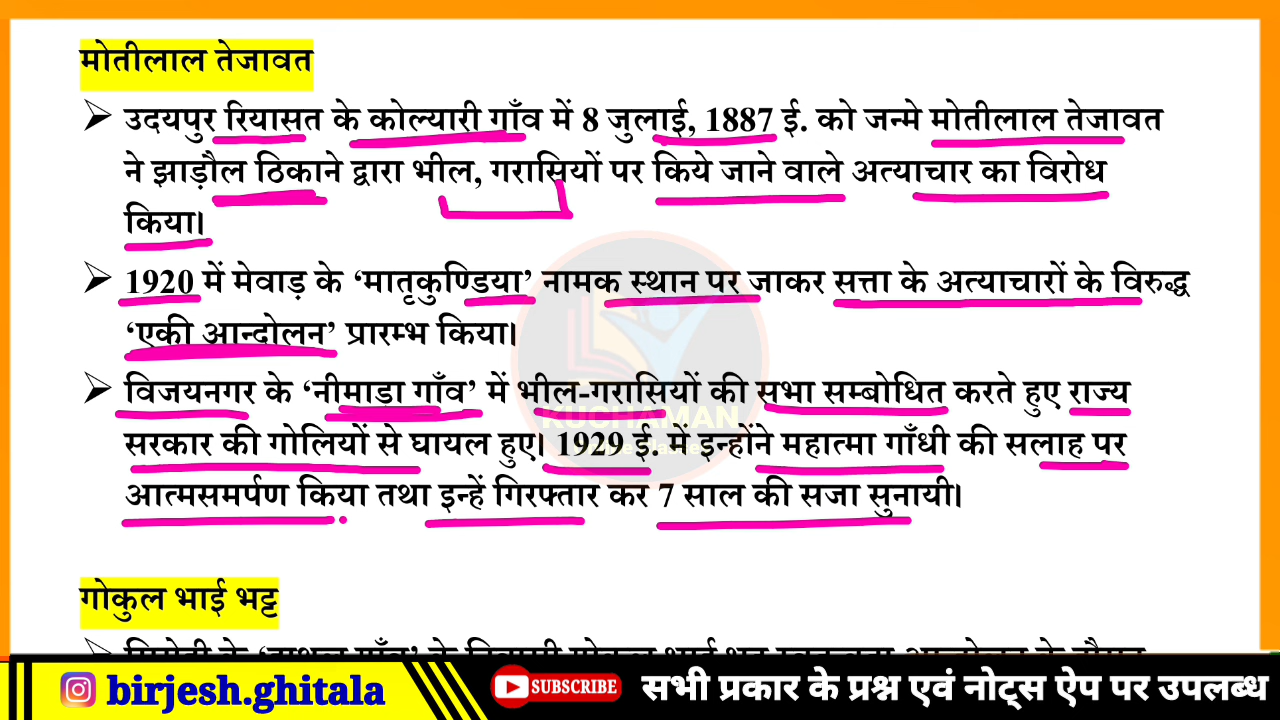 मोतीलाल तेजावत
➢ उदयपुर रियासत के कोल्यारी गाँव में 8 जुलाई, 1887 ई. को जन्मे मोतीलाल तेजावत
ने झाड़ौल ठिकाने द्वारा भील, गरासियों पर किये जाने वाले अत्याचार का विरोध
किया।
➢ 1920 में मेवाड़ के ‘मातृकुण्डिया’ नामक स्थान पर जाकर सत्ता के अत्याचारों के विरुद्ध
‘एकी आन्दोलन’ प्रारम्भ किया।
➢ विजयनगर के ‘नीमाडा गाँव’ में भील-गरासियों की सभा सम्बोधित करते हुए राज्य
सरकार की गोलियों से घायल हुए। 1929 ई. में इन्होंने महात्मा गाँधी की सलाह पर
आत्मसमर्पण किया तथा इन्हें गिरफ्तार कर 7 साल की सजा सुनायी।
KUCHAMAN
गोकुल भाई भट्ट
birjesh.ghitala
SUBSCRIBE
सभी प्रकार के प्रश्न एवं नोट्स ऐप पर उपलब्ध